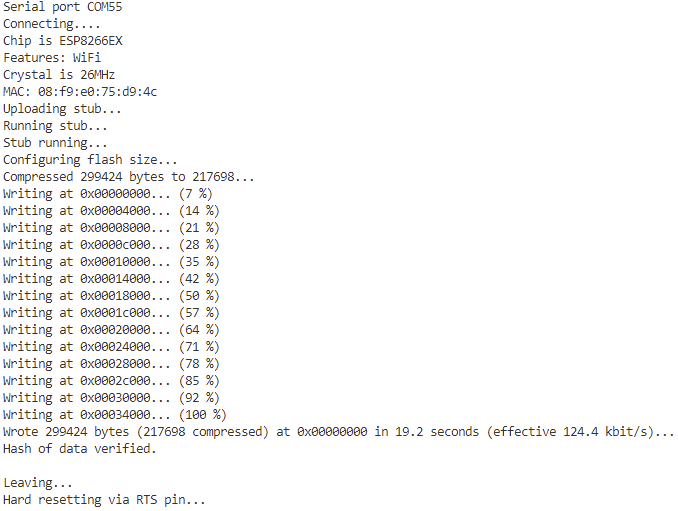 Serial port COM55
Connecting....
Chip is ESP8266EX
Features: WiFi
Crystal is 26MHz
MAC: 08:f9:e0:75:d9:4c
Uploading stub...
Running stub...
Stub running...
Configuring flash size...
Compressed 299424 bytes to 217698...
Writing at 0x00000000... (7 %)
Writing at 0x00004000... (14 %)
Writing at 0x00008000... (21 %)
Writing at 0x0000c000... (28 %)
Writing at 0x00010000... (35 %)
Writing at 0x00014000... (42 %)
Writing at 0x00018000... (50 %)
Writing at 0x0001c000... (57 %)
Writing at 0x00020000... (64 %)
Writing at 0x00024000... (71 %)
Writing at 0x00028000... (78 %)
Writing at 0x0002c000... (85 %)
Writing at 0x00030000... (92 %)
Writing at 0x00034000... (100 %)
Wrote 299424 bytes (217698 compressed) at 0x00000000 in 19.2 seconds (effective 124.4 kbit/s)...
Hash of data verified.

Leaving...
Hard resetting via RTS pin...